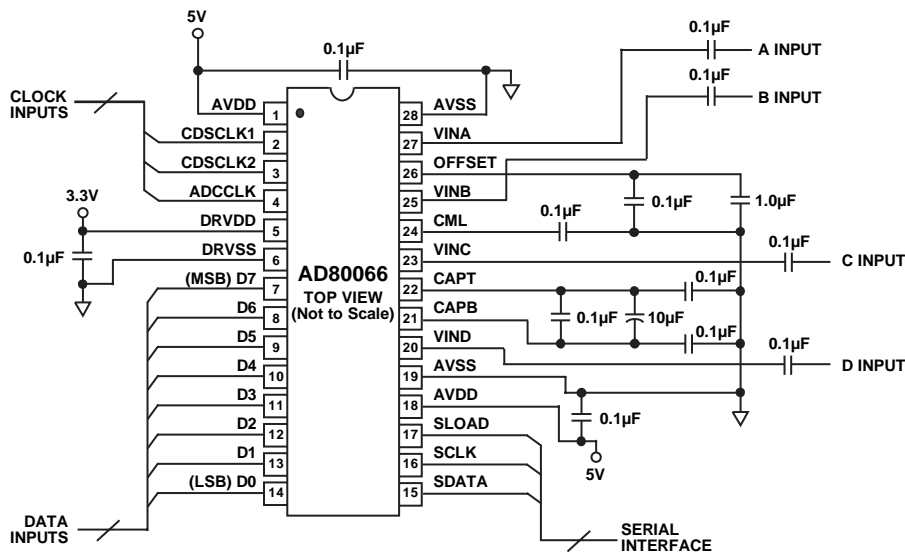 5V
0.1µF
0.1µF
A INPUT
0.1µF
B INPUT
CLOCK
INPUTS
AVDD
1
28
AVSS
CDSCLK1
2
27
VINA
CDSCLK2
3
26
OFFSET
ADCCLK
4
25
VINB
3.3V
0.1µF
1.0µF
0.1µF
DRVDD
5
24
CML
0.1µF
DRVSS
6
23
VINC
0.1µF
C INPUT
AD80066
TOP VIEW
(Not to Scale)
(MSB) D7
7
22
CAPT
0.1µF
D6
8
21
CAPB
0.1µF
10µF
0.1µF
D5
9
20
VIND
0.1µF
D INPUT
D4
10
19
AVSS
D3
11
18
AVDD
0.1µF
D2
12
17
SLOAD
D1
13
16
SCLK
5V
(LSB) D0
14
15
SDATA
DATA
INPUTS
SERIAL
INTERFACE